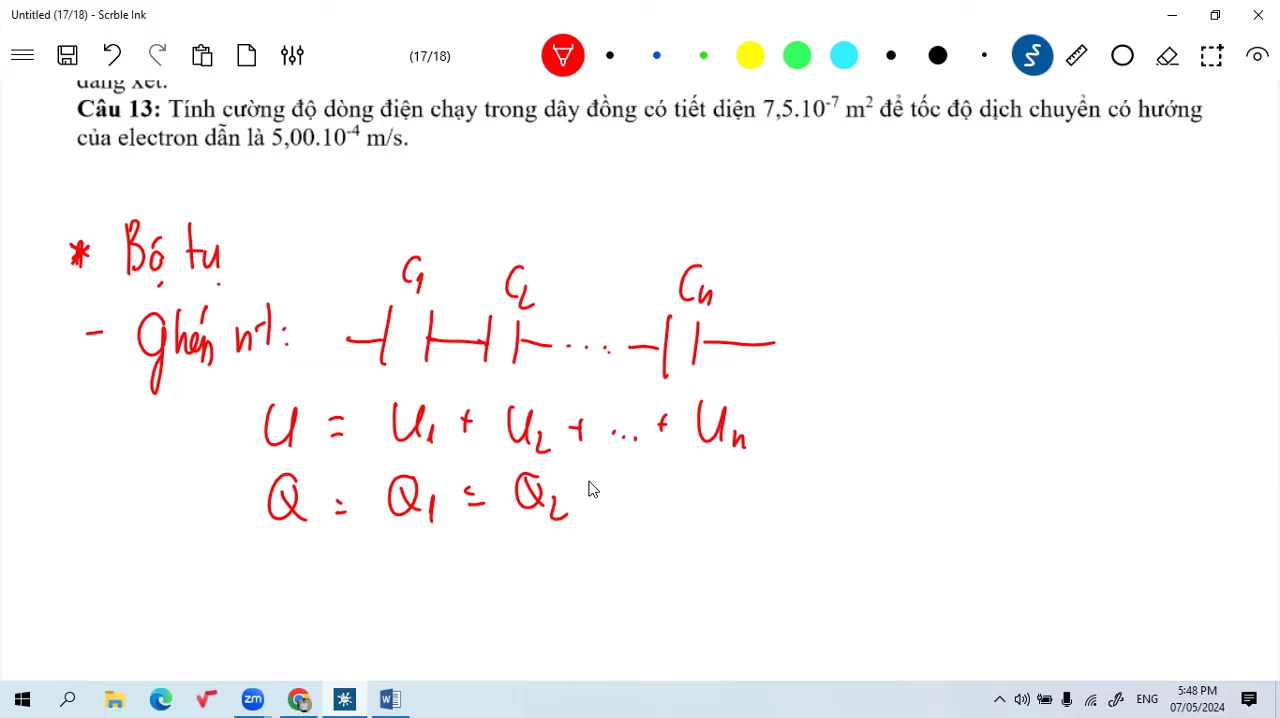 Untitled (17/18) - Scrble Ink
(17/18)
đang xét.
Câu 13: Tính cường độ dòng điện chạy trong dây đồng có tiết diện 7,5.10⁻⁷ m² để tốc độ dịch chuyển có hướng
của electron dẫn là 5,00.10⁻⁴ m/s.
* Bộ tụ
C₁ C₂ Cₙ
- Ghép n-t:
U = U₁ + U₂ + ... + Uₙ
Q = Q₁ = Q₂
zm
W
ENG
5:48 PM
07/05/2024